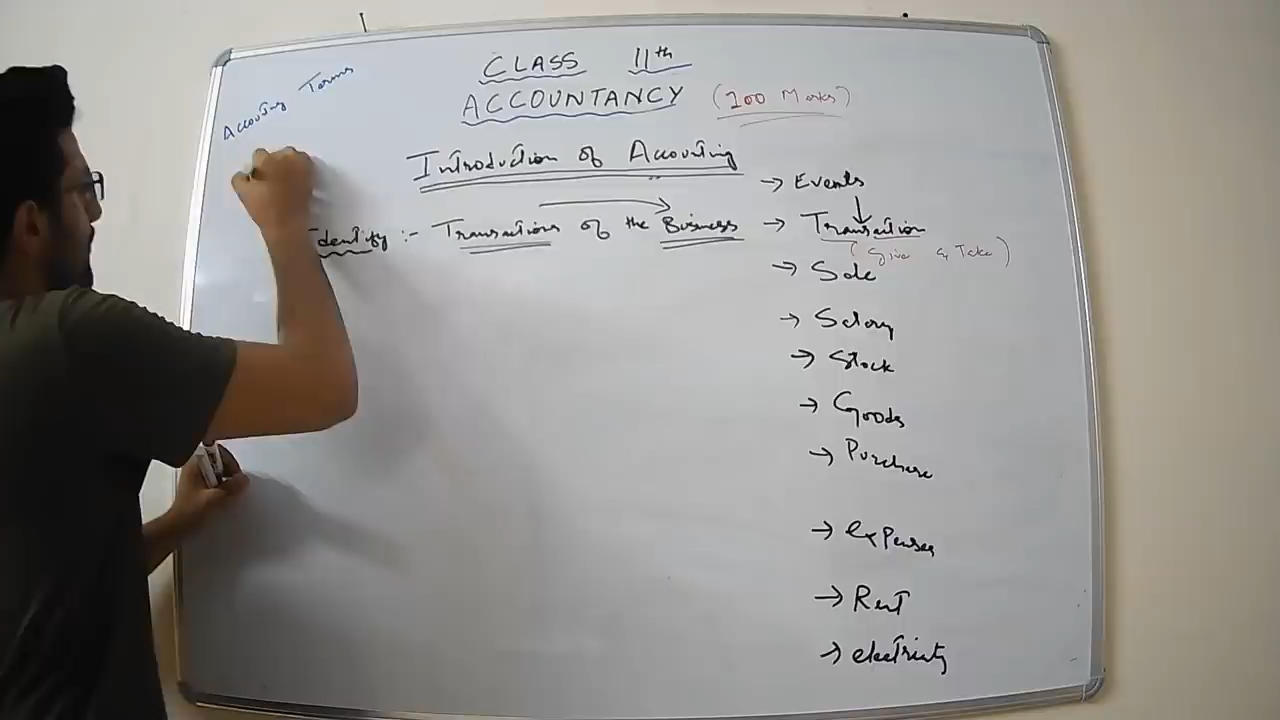 Accounting Terms
CLASS 11th
ACCOUNTANCY (100 Marks)
Introduction of Accounting
Identify :- Transactions of the Business
→ Events
→ Transaction
(Give & Take)
→ Sale
→ Salary
→ Stock
→ Goods
→ Purchase
→ expenses
→ Rent
→ electricity